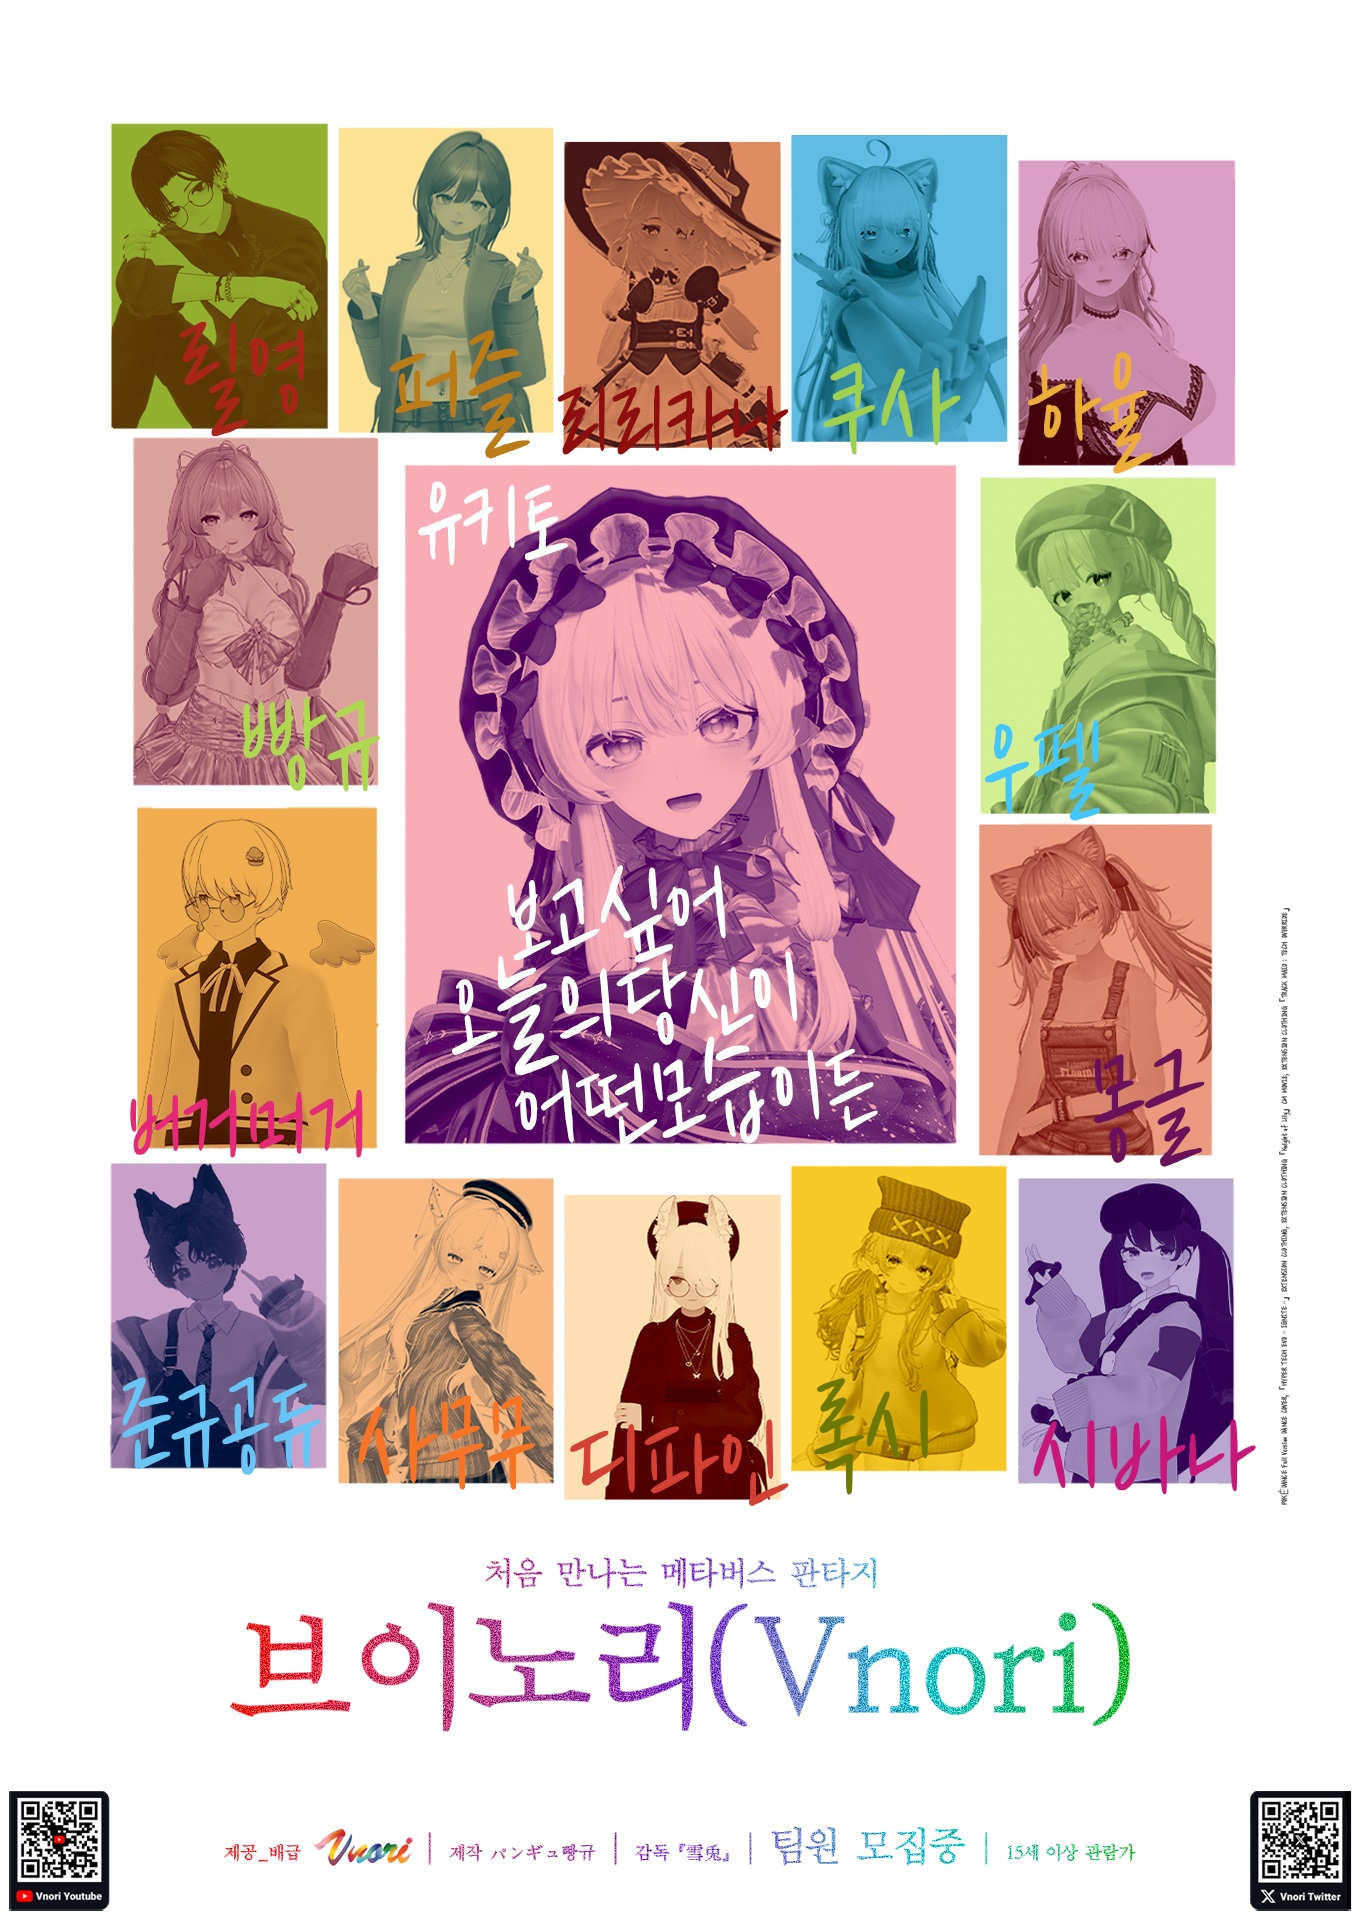 릴영
퍼즐
리리카나
쿠사
하율
유키토
빵규
우펠
보고싶어
오늘의당신이
어떤모습이든
버거머거
몽글
준규공듀
사무무
디파인
록시
시바나
처음 만나는 메타버스 판타지
브이노리(Vnori)
제공_배급 Vnori | 제작 パンギュ빵규 | 감독『雪兎』 | 팀원 모집중 | 15세 이상 관람가
Vnori Youtube
Vnori Twitter